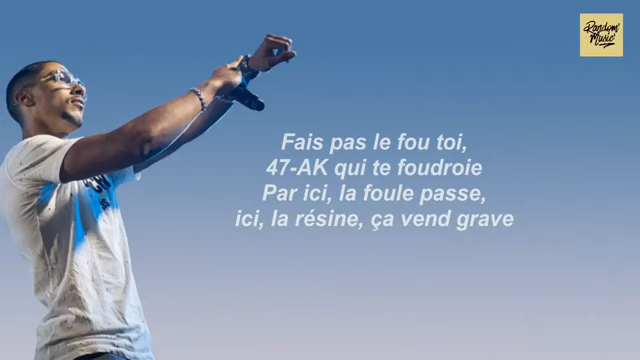 Random
Music
Fais pas le fou toi,
47-AK qui te foudroie
Par ici, la foule passe,
ici, la résine, ça vend grave